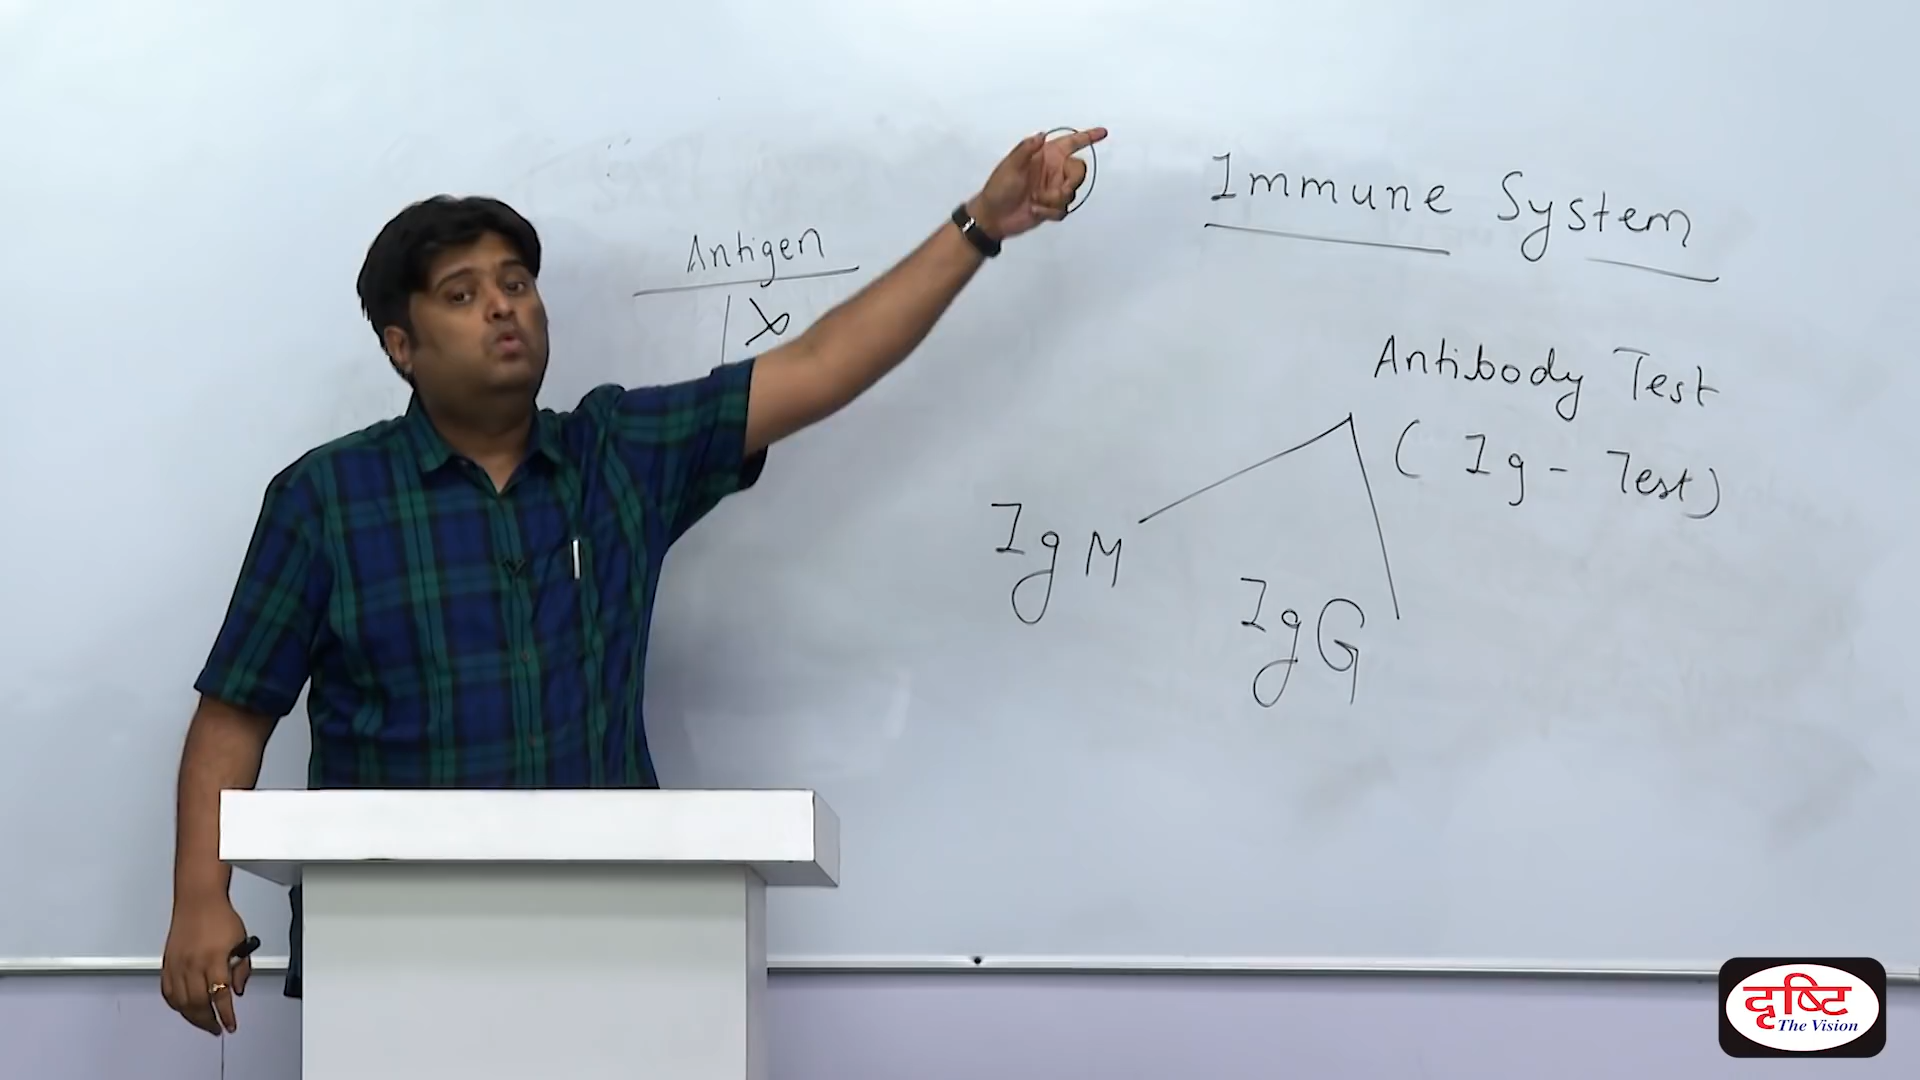 Immune System
Antigen
Antibody Test
(Ig - Test)
IgM
IgG
दृष्टि
The Vision